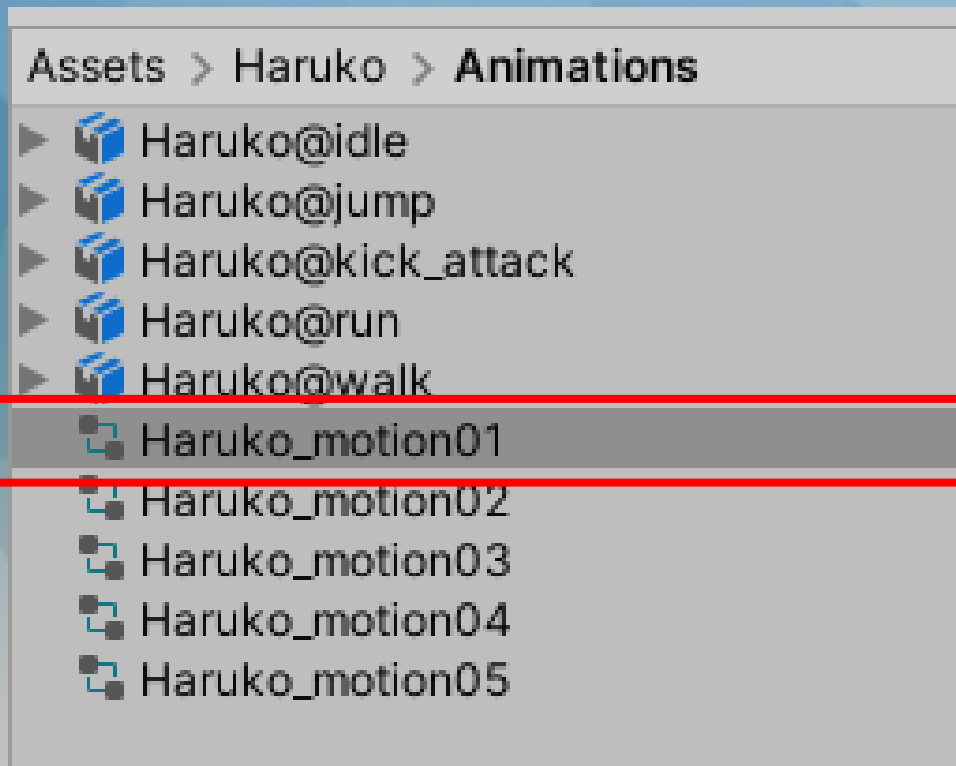 Assets > Haruko > Animations
Haruko@idle
Haruko@jump
Haruko@kick_attack
Haruko@run
Haruko@walk
Haruko_motion01
Haruko_motion02
Haruko_motion03
Haruko_motion04
Haruko_motion05